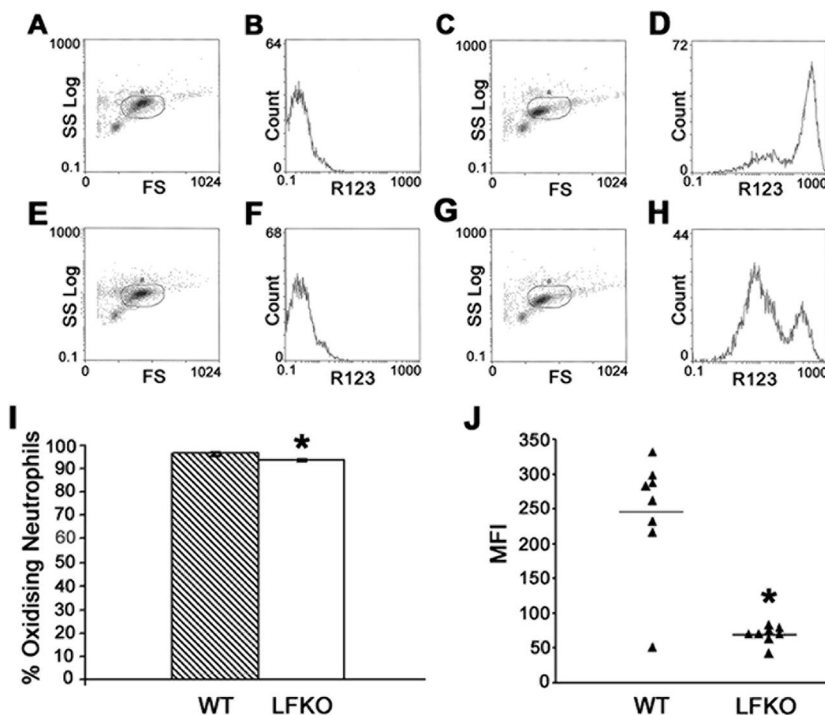 A
B
C
D
1000
SS Log
0.1
0
FS
1024
*
64
Count
0
0.1
R123
1000
1000
SS Log
0.1
0
FS
1024
*
72
Count
0
0.1
R123
1000
E
F
G
H
1000
SS Log
0.1
0
FS
1024
*
68
Count
0
0.1
R123
1000
1000
SS Log
0.1
0
FS
1024
*
44
Count
0
0.1
R123
1000
I
% Oxidising Neutrophils
100
90
80
70
60
50
40
30
20
10
0
*
WT
LFKO
J
MFI
350
300
250
200
150
100
50
0
*
WT
LFKO